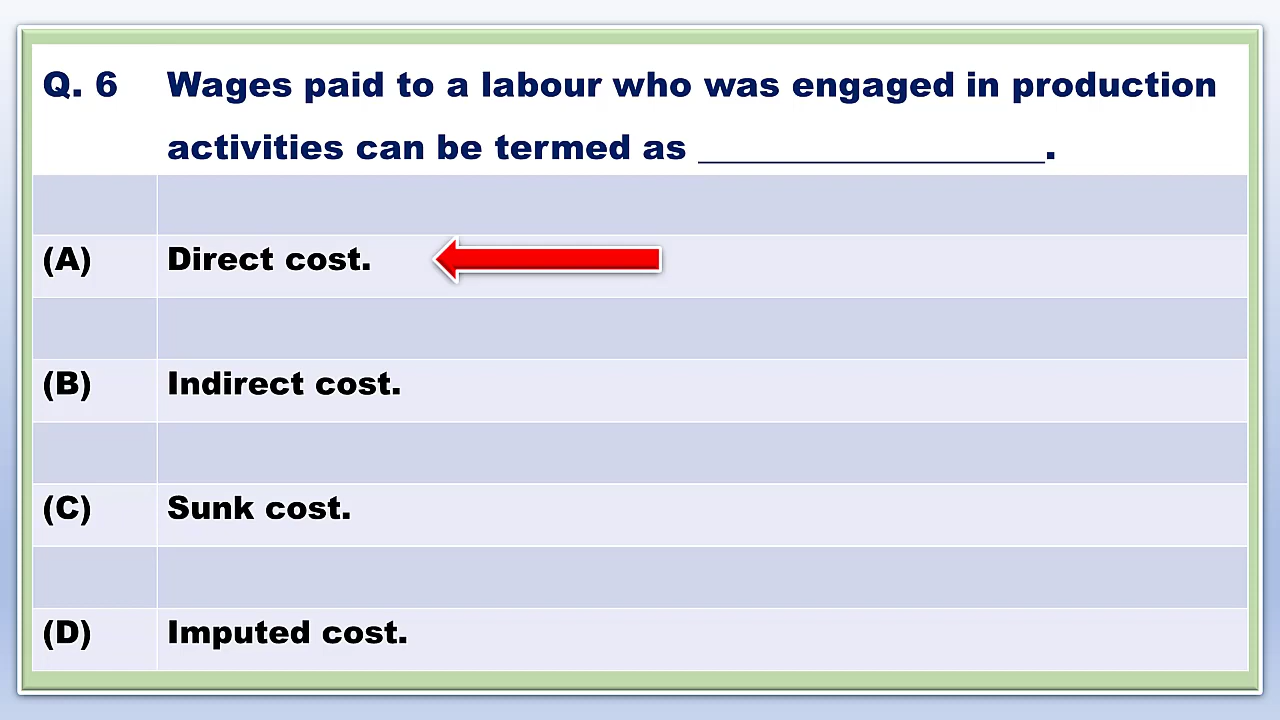 Q. 6 Wages paid to a labour who was engaged in production
activities can be termed as ____________________.
(A) Direct cost.
(B) Indirect cost.
(C) Sunk cost.
(D) Imputed cost.